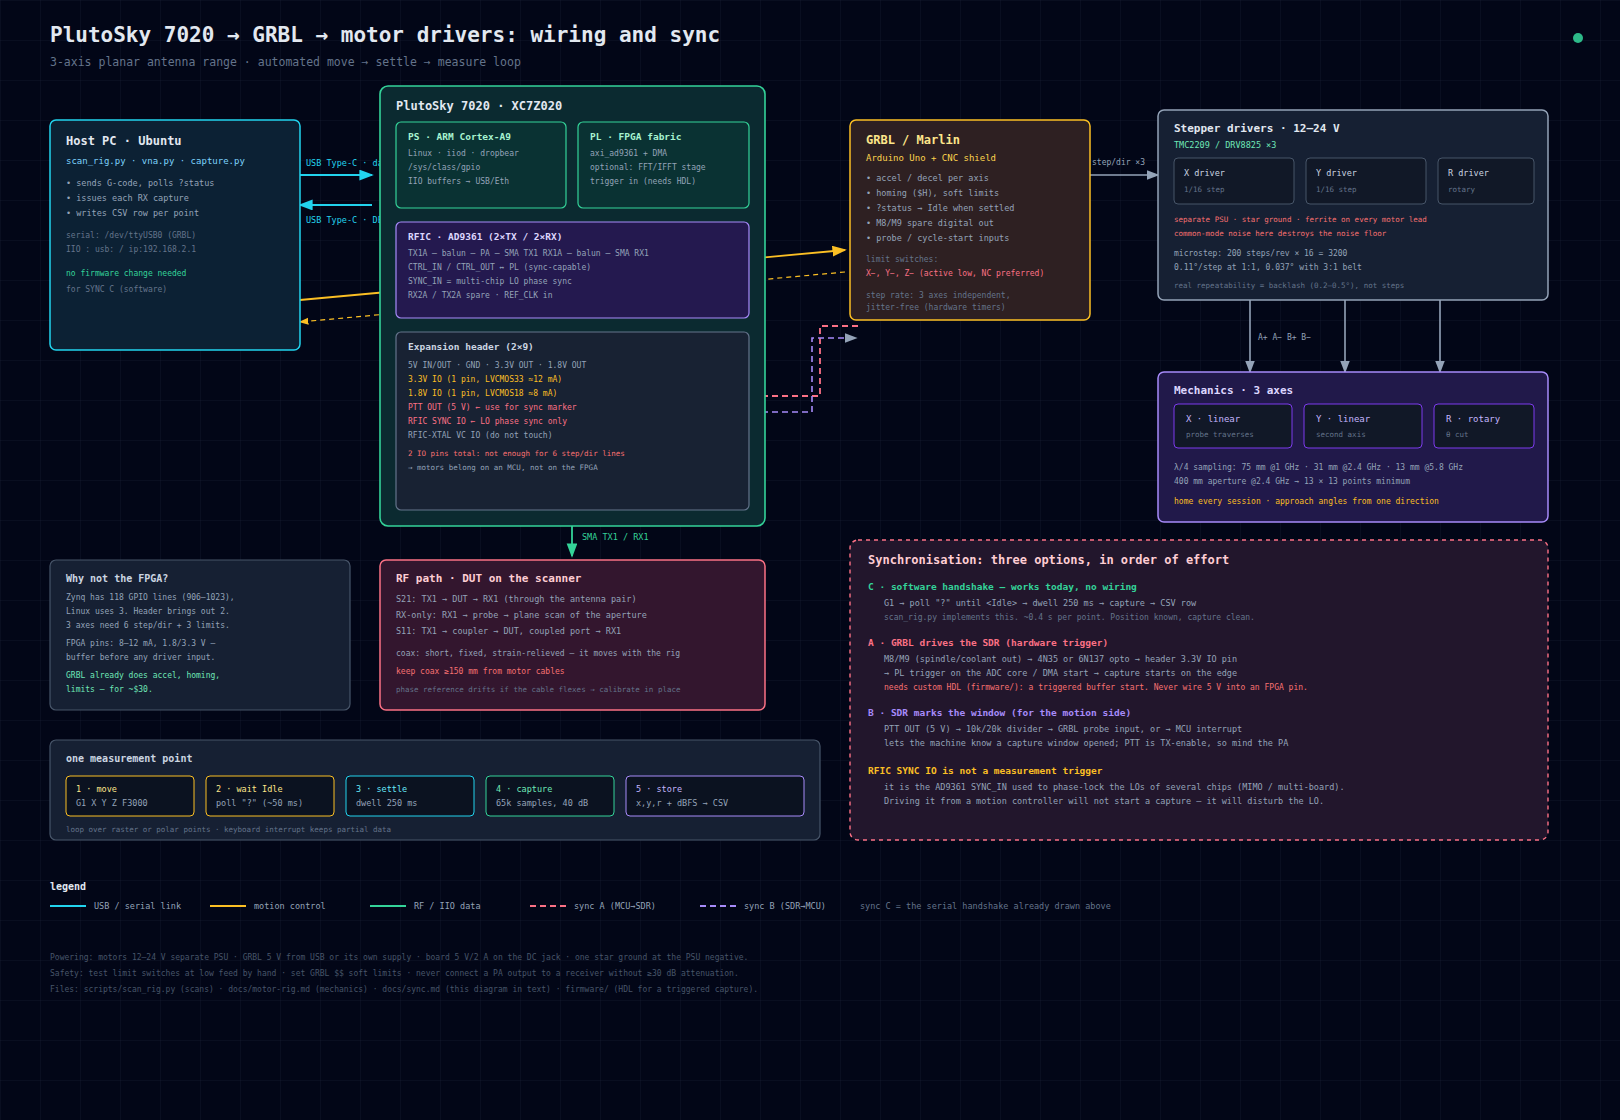 PlutoSky 7020 → GRBL → motor drivers: wiring and sync
3-axis planar antenna range · automated move → settle → measure loop
Host PC · Ubuntu
scan_rig.py · vna.py · capture.py
• sends G-code, polls ?status
• issues each RX capture
• writes CSV row per point
serial: /dev/ttyUSB0 (GRBL)
IIO : usb: / ip:192.168.2.1
no firmware change needed
for SYNC C (software)
USB Type-C · da
USB Type-C · D
PlutoSky 7020 · XC7Z020
PS · ARM Cortex-A9
Linux · iiod · dropbear
/sys/class/gpio
IIO buffers → USB/Eth
PL · FPGA fabric
axi_ad9361 + DMA
optional: FFT/IFFT stage
trigger in (needs HDL)
RFIC · AD9361 (2×TX / 2×RX)
TX1A — balun — PA — SMA TX1 RX1A — balun — SMA RX1
CTRL_IN / CTRL_OUT ↔ PL (sync-capable)
SYNC_IN = multi-chip LO phase sync
RX2A / TX2A spare · REF_CLK in
Expansion header (2×9)
5V IN/OUT · GND · 3.3V OUT · 1.8V OUT
3.3V IO (1 pin, LVCMOS33 ≈12 mA)
1.8V IO (1 pin, LVCMOS18 ≈8 mA)
PTT OUT (5 V) ← use for sync marker
RFIC SYNC IO ← LO phase sync only
RFIC-XTAL VC IO (do not touch)
2 IO pins total: not enough for 6 step/dir lines
→ motors belong on an MCU, not on the FPGA
SMA TX1 / RX1
GRBL / Marlin
Arduino Uno + CNC shield
• accel / decel per axis
• homing ($H), soft limits
• ?status → Idle when settled
• M8/M9 spare digital out
• probe / cycle-start inputs
limit switches:
X−, Y−, Z− (active low, NC preferred)
step rate: 3 axes independent,
jitter-free (hardware timers)
step/dir ×3
Stepper drivers · 12–24 V
TMC2209 / DRV8825 ×3
X driver
1/16 step
Y driver
1/16 step
R driver
rotary
separate PSU · star ground · ferrite on every motor lead
common-mode noise here destroys the noise floor
microstep: 200 steps/rev × 16 = 3200
0.11°/step at 1:1, 0.037° with 3:1 belt
real repeatability = backlash (0.2–0.5°), not steps
A+ A− B+ B−
Mechanics · 3 axes
X · linear
probe traverses
Y · linear
second axis
R · rotary
θ cut
λ/4 sampling: 75 mm @1 GHz · 31 mm @2.4 GHz · 13 mm @5.8 GHz
400 mm aperture @2.4 GHz → 13 × 13 points minimum
home every session · approach angles from one direction
Why not the FPGA?
Zynq has 118 GPIO lines (906–1023),
Linux uses 3. Header brings out 2.
3 axes need 6 step/dir + 3 limits.
FPGA pins: 8–12 mA, 1.8/3.3 V —
buffer before any driver input.
GRBL already does accel, homing,
limits — for ~$30.
RF path · DUT on the scanner
S21: TX1 → DUT → RX1 (through the antenna pair)
RX-only: RX1 → probe → plane scan of the aperture
S11: TX1 → coupler → DUT, coupled port → RX1
coax: short, fixed, strain-relieved — it moves with the rig
keep coax ≥150 mm from motor cables
phase reference drifts if the cable flexes → calibrate in place
Synchronisation: three options, in order of effort
C · software handshake — works today, no wiring
G1 → poll "?" until <Idle> → dwell 250 ms → capture → CSV row
scan_rig.py implements this. ~0.4 s per point. Position known, capture clean.
A · GRBL drives the SDR (hardware trigger)
M8/M9 (spindle/coolant out) → 4N35 or 6N137 opto → header 3.3V IO pin
→ PL trigger on the ADC core / DMA start → capture starts on the edge
needs custom HDL (firmware/): a triggered buffer start. Never wire 5 V into an FPGA pin.
B · SDR marks the window (for the motion side)
PTT OUT (5 V) → 10k/20k divider → GRBL probe input, or → MCU interrupt
lets the machine know a capture window opened; PTT is TX-enable, so mind the PA
RFIC SYNC IO is not a measurement trigger
it is the AD9361 SYNC_IN used to phase-lock the LOs of several chips (MIMO / multi-board).
Driving it from a motion controller will not start a capture — it will disturb the LO.
one measurement point
1 · move
G1 X Y Z F3000
2 · wait Idle
poll "?" (~50 ms)
3 · settle
dwell 250 ms
4 · capture
65k samples, 40 dB
5 · store
x,y,r + dBFS → CSV
loop over raster or polar points · keyboard interrupt keeps partial data
legend
USB / serial link
motion control
RF / IIO data
sync A (MCU→SDR)
sync B (SDR→MCU)
sync C = the serial handshake already drawn above
Powering: motors 12–24 V separate PSU · GRBL 5 V from USB or its own supply · board 5 V/2 A on the DC jack · one star ground at the PSU negative.
Safety: test limit switches at low feed by hand · set GRBL $$ soft limits · never connect a PA output to a receiver without ≥30 dB attenuation.
Files: scripts/scan_rig.py (scans) · docs/motor-rig.md (mechanics) · docs/sync.md (this diagram in text) · firmware/ (HDL for a triggered capture).